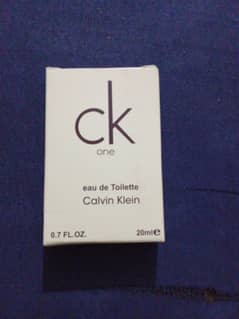 ck
one
eau de Toilette
Calvin Klein
0.7 FL.OZ. 20ml℮